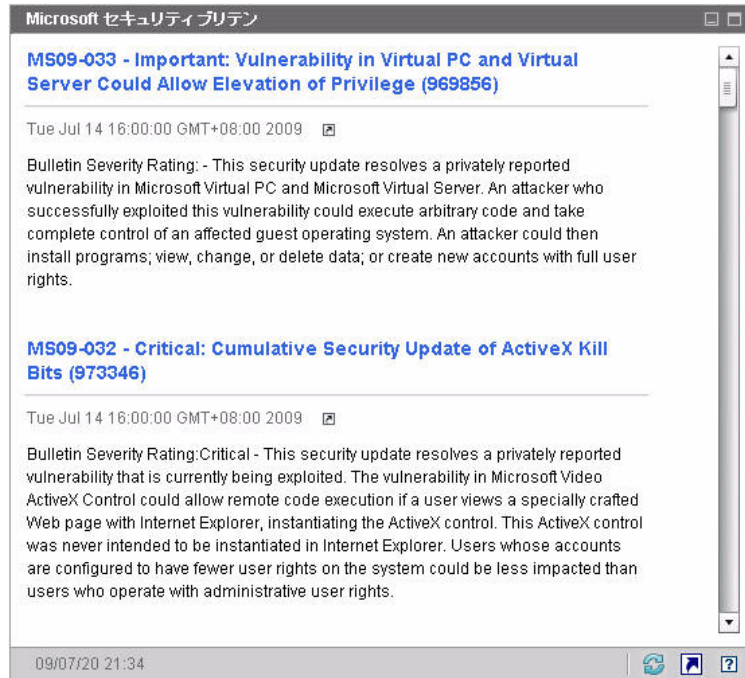 Microsoft セキュリティブリテン
MS09-033 - Important: Vulnerability in Virtual PC and Virtual
Server Could Allow Elevation of Privilege (969856)
Tue Jul 14 16:00:00 GMT+08:00 2009
Bulletin Severity Rating: - This security update resolves a privately reported
vulnerability in Microsoft Virtual PC and Microsoft Virtual Server. An attacker who
successfully exploited this vulnerability could execute arbitrary code and take
complete control of an affected guest operating system. An attacker could then
install programs; view, change, or delete data; or create new accounts with full user
rights.
MS09-032 - Critical: Cumulative Security Update of ActiveX Kill
Bits (973346)
Tue Jul 14 16:00:00 GMT+08:00 2009
Bulletin Severity Rating:Critical - This security update resolves a privately reported
vulnerability that is currently being exploited. The vulnerability in Microsoft Video
ActiveX Control could allow remote code execution if a user views a specially crafted
Web page with Internet Explorer, instantiating the ActiveX control. This ActiveX control
was never intended to be instantiated in Internet Explorer. Users whose accounts
are configured to have fewer user rights on the system could be less impacted than
users who operate with administrative user rights.
09/07/20 21:34
?